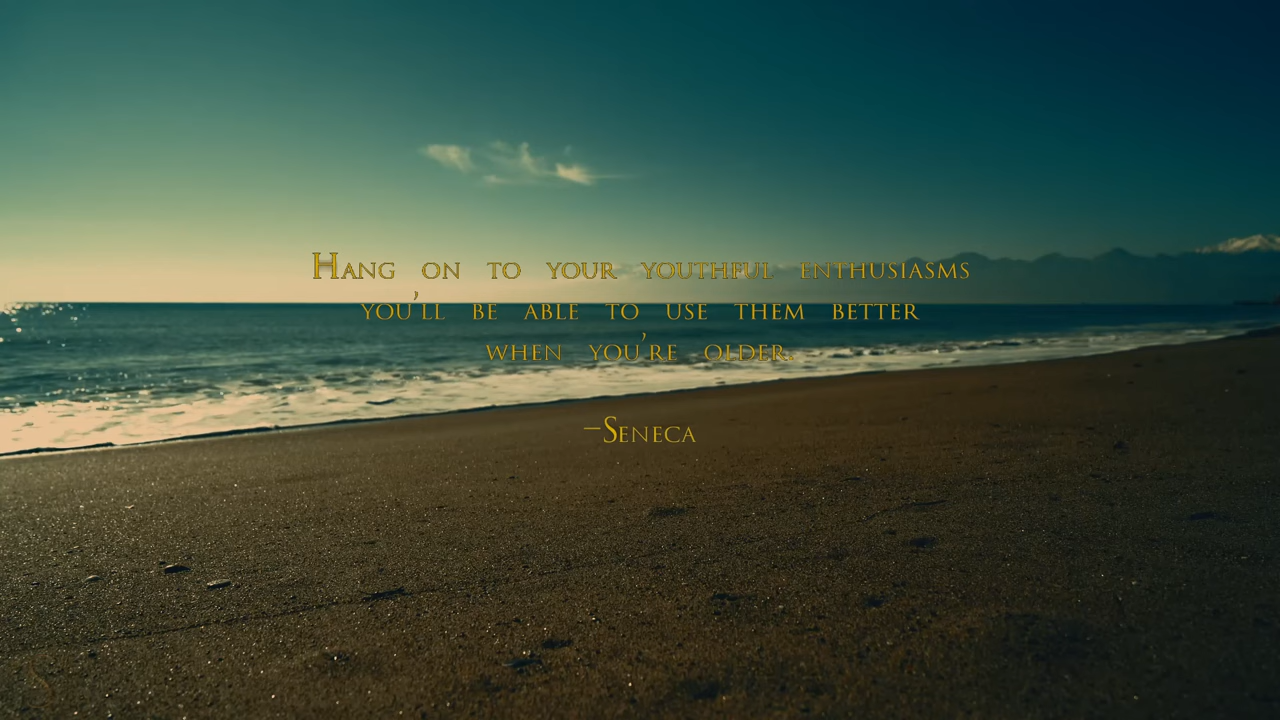 Hang on to your youthful enthusiasms
you'll be able to use them better
when you're older.
–Seneca